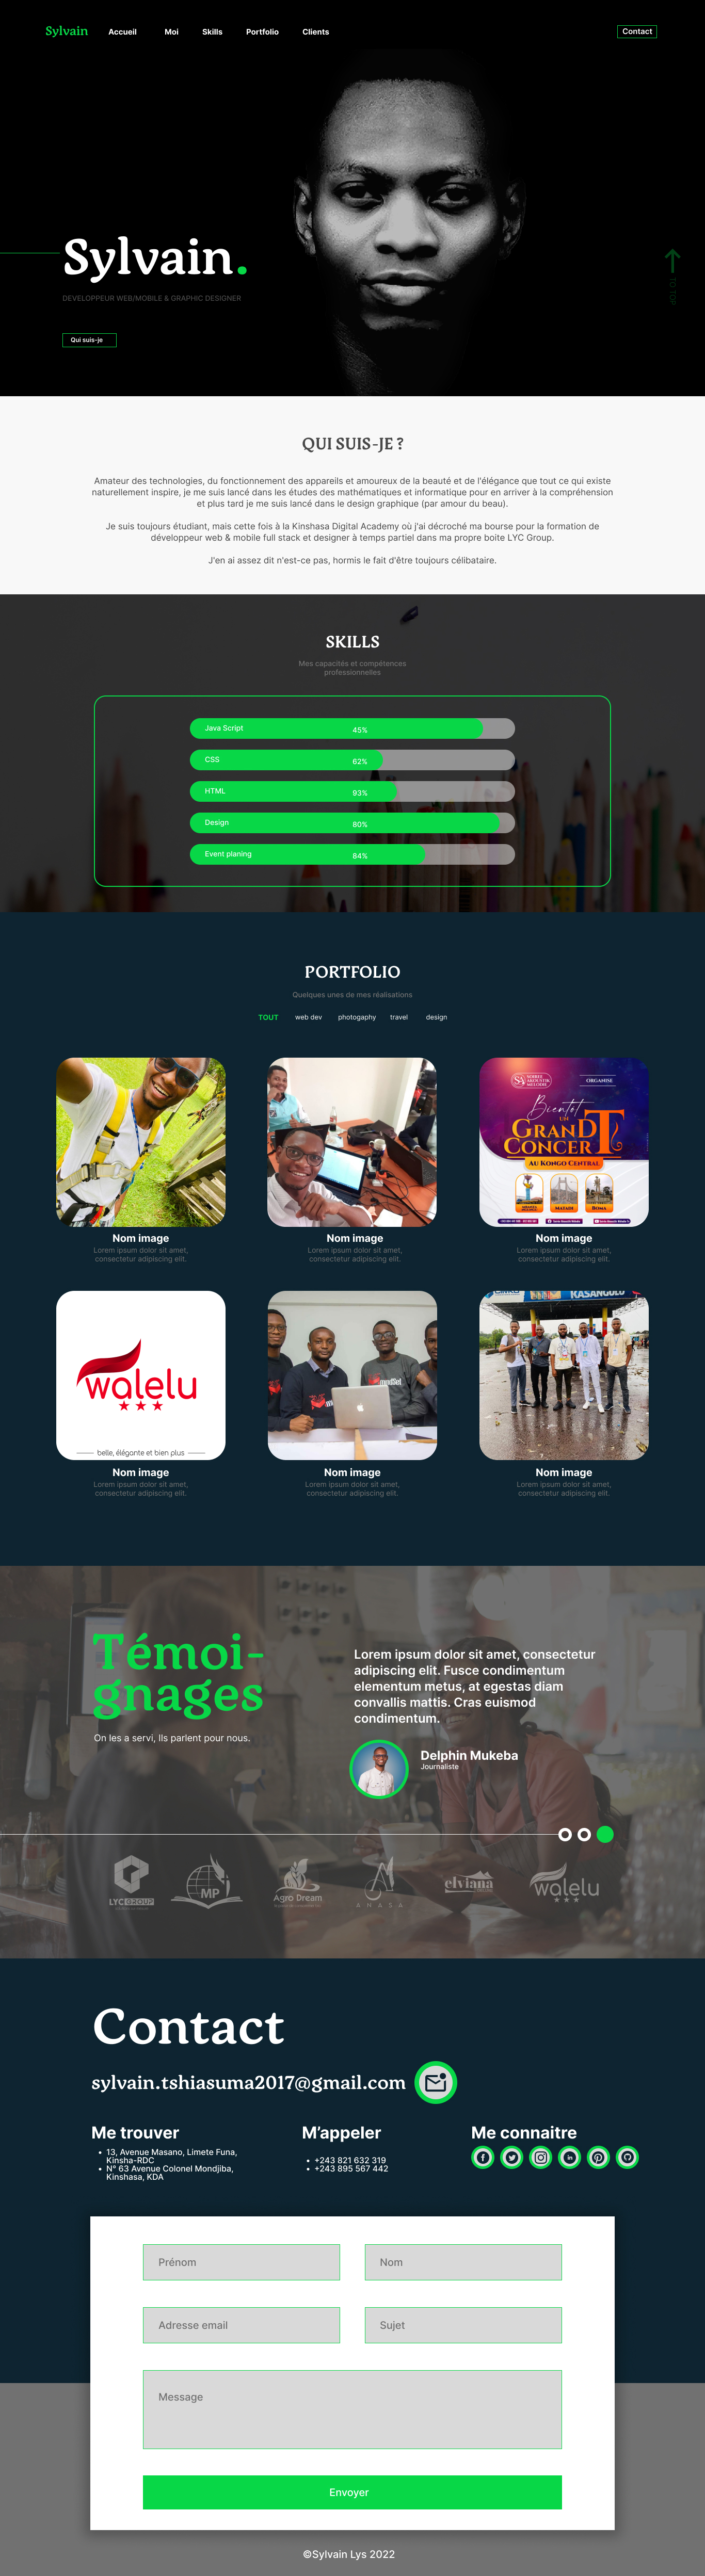 Sylvain
Accueil
Moi
Skills
Portfolio
Clients
Contact
Sylvain.
DEVELOPPEUR WEB/MOBILE & GRAPHIC DESIGNER
Qui suis-je
QUI SUIS-JE ?
Amateur des technologies, du fonctionnement des appareils et amoureux de la beauté et de l'élégance que tout ce qui existe
naturellement inspire, je me suis lancé dans les études des mathématiques et informatique pour en arriver à la compréhension
et plus tard je me suis lancé dans le design graphique (par amour du beau).
Je suis toujours étudiant, mais cette fois à la Kinshasa Digital Academy où j'ai décroché ma bourse pour la formation de
développeur web & mobile full stack et designer à temps partiel dans ma propre boite LYC Group.
J'en ai assez dit n'est-ce pas, hormis le fait d'être toujours célibataire.
SKILLS
Mes capacités et compétences
professionnelles
Java Script 45%
CSS 62%
HTML 93%
Design 80%
Event planing 84%
PORTFOLIO
Quelques unes de mes réalisations
TOUT
web dev
photogaphy
travel
design
SOIREE
ACOUSTIK
MELODIE
ORGANISE
Bientôt
UN
GRAND
CONCERT
AU KONGO CENTRAL
MATADI
BOMA
Nom image
Lorem ipsum dolor sit amet,
consectetur adipiscing elit.
Nom image
Lorem ipsum dolor sit amet,
consectetur adipiscing elit.
Nom image
Lorem ipsum dolor sit amet,
consectetur adipiscing elit.
walelu
belle, élégante et bien plus
KASANGULU
Nom image
Lorem ipsum dolor sit amet,
consectetur adipiscing elit.
Nom image
Lorem ipsum dolor sit amet,
consectetur adipiscing elit.
Nom image
Lorem ipsum dolor sit amet,
consectetur adipiscing elit.
Témoi-
gnages
On les a servi, Ils parlent pour nous.
Lorem ipsum dolor sit amet, consectetur
adipiscing elit. Fusce condimentum
elementum metus, at egestas diam
convallis mattis. Cras euismod
condimentum.
Delphin Mukeba
Journaliste
LYCGROUP
MP
Agro Dream
ANASA
elviana
walelu
Contact
sylvain.tshiasuma2017@gmail.com
Me trouver
• 13, Avenue Masano, Limete Funa,
Kinsha-RDC
• N° 63 Avenue Colonel Mondjiba,
Kinshasa, KDA
M'appeler
• +243 821 632 319
• +243 895 567 442
Me connaitre
Prénom
Nom
Adresse email
Sujet
Message
Envoyer
©Sylvain Lys 2022